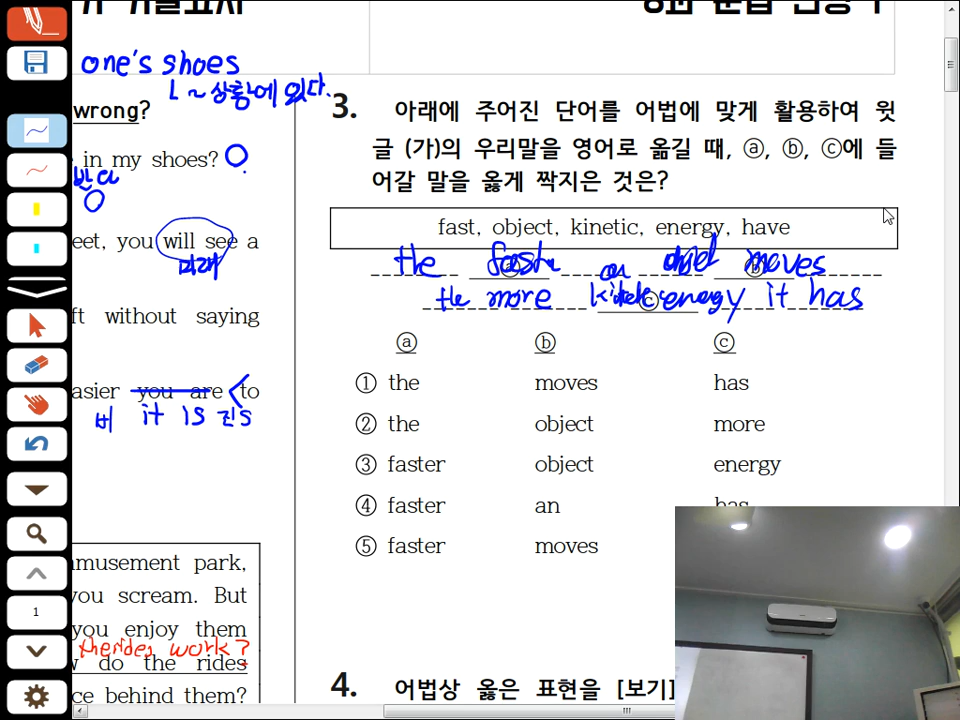 one's shoes
~ 상황에 있다.
wrong?
in my shoes?
eet, you will see a
미래
ft without saying
asier you are to
it is
musement park,
you scream. But
you enjoy them
therides work?
w do the rides
ce behind them?
1
3. 아래에 주어진 단어를 어법에 맞게 활용하여 윗
글 (가)의 우리말을 영어로 옮길 때, ⓐ, ⓑ, ⓒ에 들
어갈 말을 옳게 짝지은 것은?
fast, object, kinetic, energy, have
the ⓐ an ⓑ moves
the more ⓒ energy it has
ⓐ ⓑ ⓒ
① the moves has
② the object more
③ faster object energy
④ faster an has
⑤ faster moves
4. 어법상 옳은 표현을 [보기]